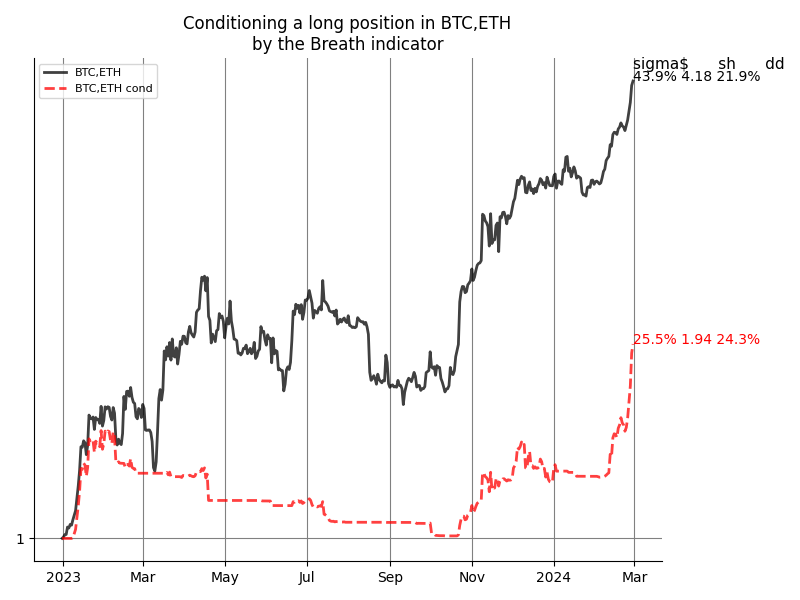 Conditioning a long position in BTC,ETH
by the Breath indicator
sigma$ sh dd
43.9% 4.18 21.9%
BTC,ETH
BTC,ETH cond
25.5% 1.94 24.3%
1
2023 Mar May Jul Sep Nov 2024 Mar